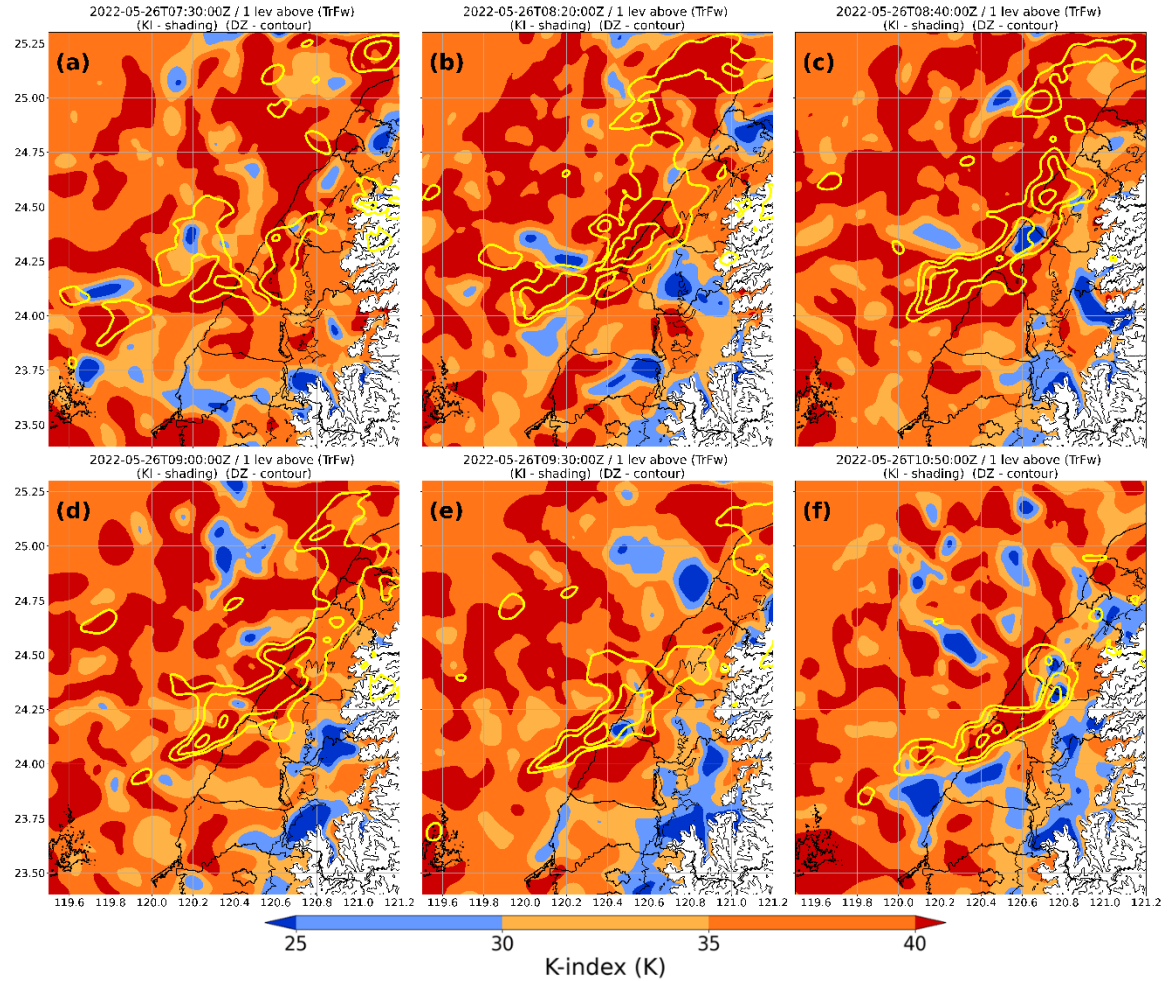 2022-05-26T07:30:00Z / 1 lev above (TrFw)
(KI - shading) (DZ - contour)
2022-05-26T08:20:00Z / 1 lev above (TrFw)
(KI - shading) (DZ - contour)
2022-05-26T08:40:00Z / 1 lev above (TrFw)
(KI - shading) (DZ - contour)
(a)
(b)
(c)
25.25
25.00
24.75
24.50
24.25
24.00
23.75
23.50
2022-05-26T09:00:00Z / 1 lev above (TrFw)
(KI - shading) (DZ - contour)
2022-05-26T09:30:00Z / 1 lev above (TrFw)
(KI - shading) (DZ - contour)
2022-05-26T10:50:00Z / 1 lev above (TrFw)
(KI - shading) (DZ - contour)
(d)
(e)
(f)
25.25
25.00
24.75
24.50
24.25
24.00
23.75
23.50
119.6 119.8 120.0 120.2 120.4 120.6 120.8 121.0 121.2
119.6 119.8 120.0 120.2 120.4 120.6 120.8 121.0 121.2
119.6 119.8 120.0 120.2 120.4 120.6 120.8 121.0 121.2
25 30 35 40
K-index (K)